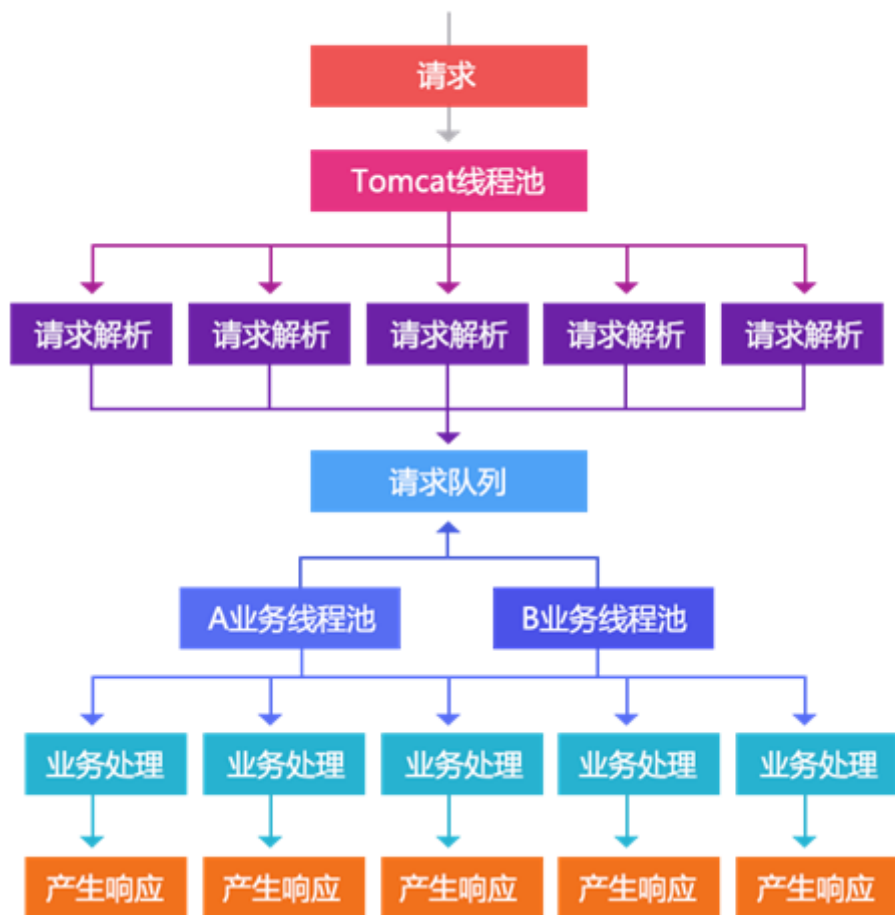 请求
Tomcat线程池
请求解析 请求解析 请求解析 请求解析 请求解析
请求队列
A业务线程池 B业务线程池
业务处理 业务处理 业务处理 业务处理 业务处理
产生响应 产生响应 产生响应 产生响应 产生响应